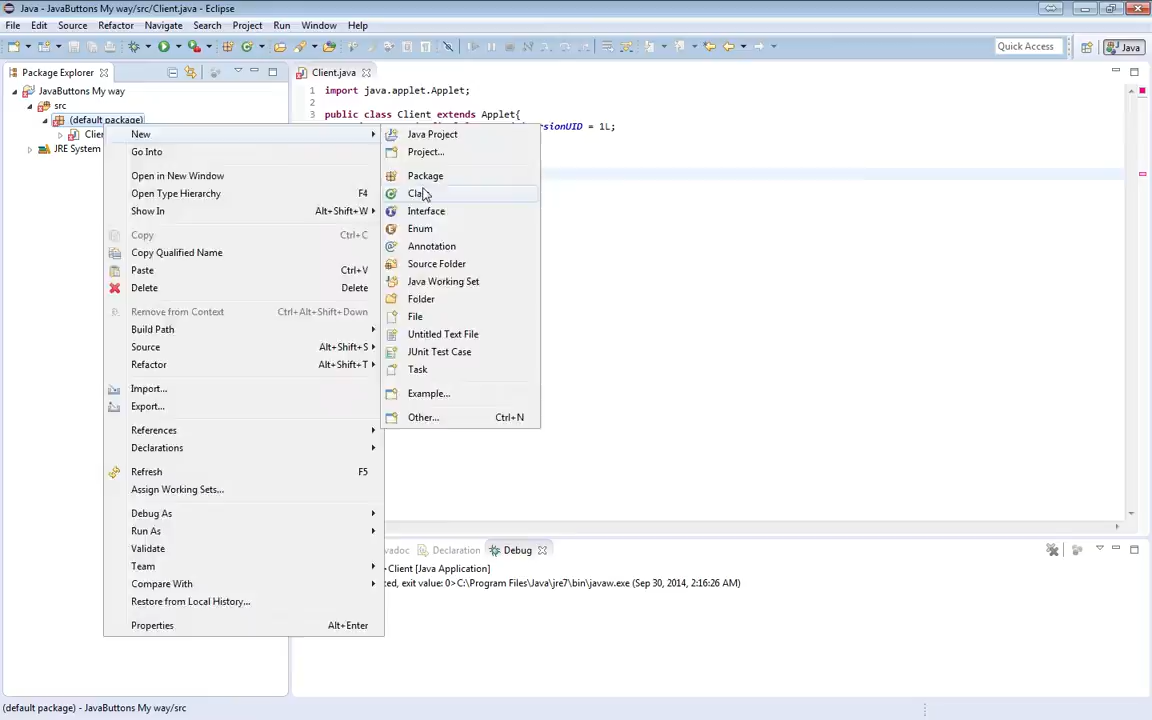 Java - JavaButtons My way/src/Client.java - Eclipse
File Edit Source Refactor Navigate Search Project Run Window Help
Quick Access
Java
Package Explorer
Client.java
JavaButtons My way
src
(default package)
Clie
JRE System
1 import java.applet.Applet;
2
3 public class Client extends Applet{
ersionUID = 1L;
New
Go Into
Open in New Window
Open Type Hierarchy F4
Show In Alt+Shift+W
Copy Ctrl+C
Copy Qualified Name
Paste Ctrl+V
Delete Delete
Remove from Context Ctrl+Alt+Shift+Down
Build Path
Source Alt+Shift+S
Refactor Alt+Shift+T
Import...
Export...
References
Declarations
Refresh F5
Assign Working Sets...
Debug As
Run As
Validate
Team
Compare With
Restore from Local History...
Properties Alt+Enter
Java Project
Project...
Package
Cla
Interface
Enum
Annotation
Source Folder
Java Working Set
Folder
File
Untitled Text File
JUnit Test Case
Task
Example...
Other... Ctrl+N
vadoc Declaration Debug
Client [Java Application]
ted, exit value: 0>C:\Program Files\Java\jre7\bin\javaw.exe (Sep 30, 2014, 2:16:26 AM)
(default package) - JavaButtons My way/src